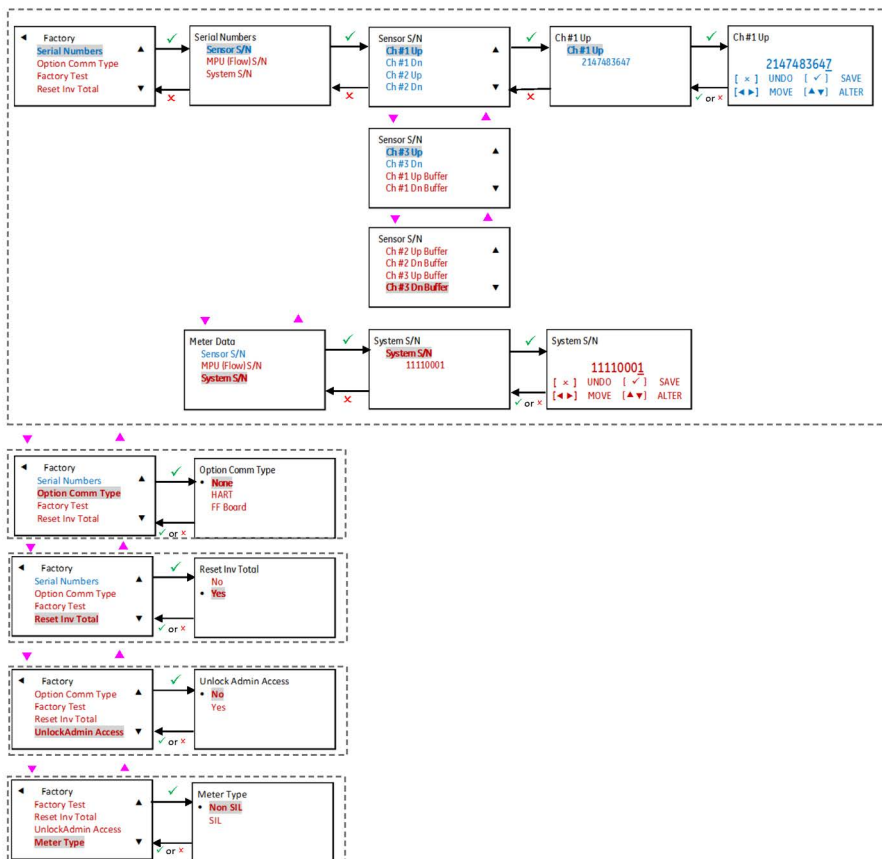 Factory
Serial Numbers
Option Comm Type
Factory Test
Reset Inv Total
Serial Numbers
Sensor S/N
MPU (Flow) S/N
System S/N
Sensor S/N
Ch #1 Up
Ch #1 Dn
Ch #2 Up
Ch #2 Dn
Ch #1 Up
Ch #1 Up
2147483647
Ch #1 Up
2147483647
[ × ] UNDO [ ✓ ] SAVE
[◄ ►] MOVE [▲▼] ALTER
✓ or ×
Sensor S/N
Ch #3 Up
Ch #3 Dn
Ch #1 Up Buffer
Ch #1 Dn Buffer
Sensor S/N
Ch #2 Up Buffer
Ch #2 Dn Buffer
Ch #3 Up Buffer
Ch #3 Dn Buffer
Meter Data
Sensor S/N
MPU (Flow) S/N
System S/N
System S/N
System S/N
11110001
System S/N
11110001
[ × ] UNDO [ ✓ ] SAVE
[◄ ►] MOVE [▲▼] ALTER
✓ or ×
Factory
Serial Numbers
Option Comm Type
Factory Test
Reset Inv Total
Option Comm Type
• None
HART
FF Board
✓ or ×
Factory
Serial Numbers
Option Comm Type
Factory Test
Reset Inv Total
Reset Inv Total
No
• Yes
✓ or ×
Factory
Option Comm Type
Factory Test
Reset Inv Total
UnlockAdmin Access
Unlock Admin Access
• No
Yes
✓ or ×
Factory
Factory Test
Reset Inv Total
UnlockAdmin Access
Meter Type
Meter Type
• Non SIL
SIL
✓ or ×